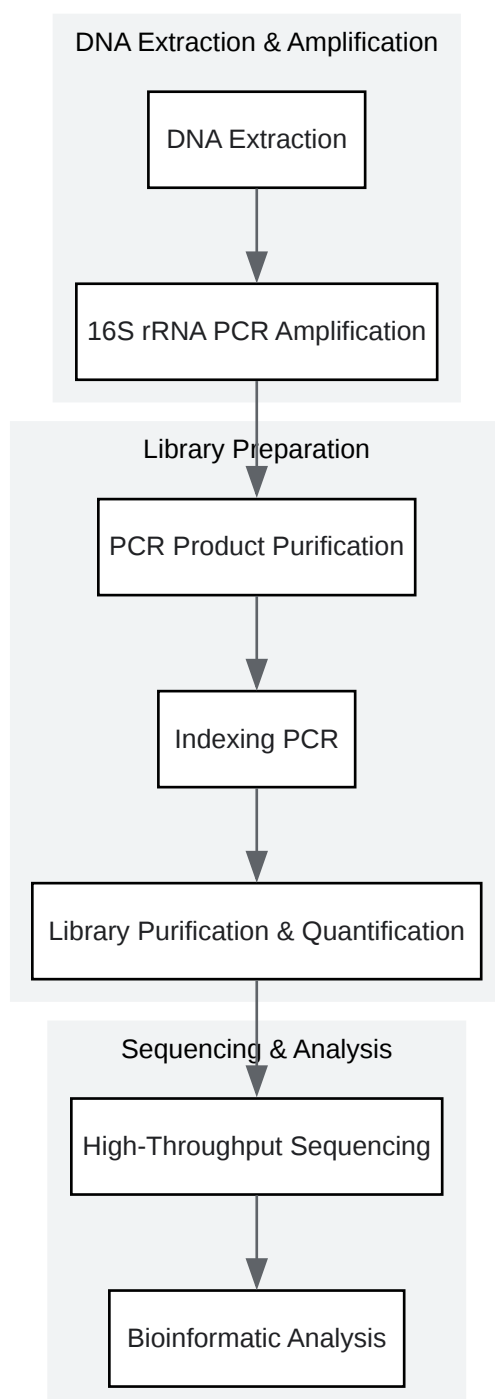 DNA Extraction & Amplification
DNA Extraction
16S rRNA PCR Amplification
Library Preparation
PCR Product Purification
Indexing PCR
Library Purification & Quantification
Sequencing & Analysis
High-Throughput Sequencing
Bioinformatic Analysis